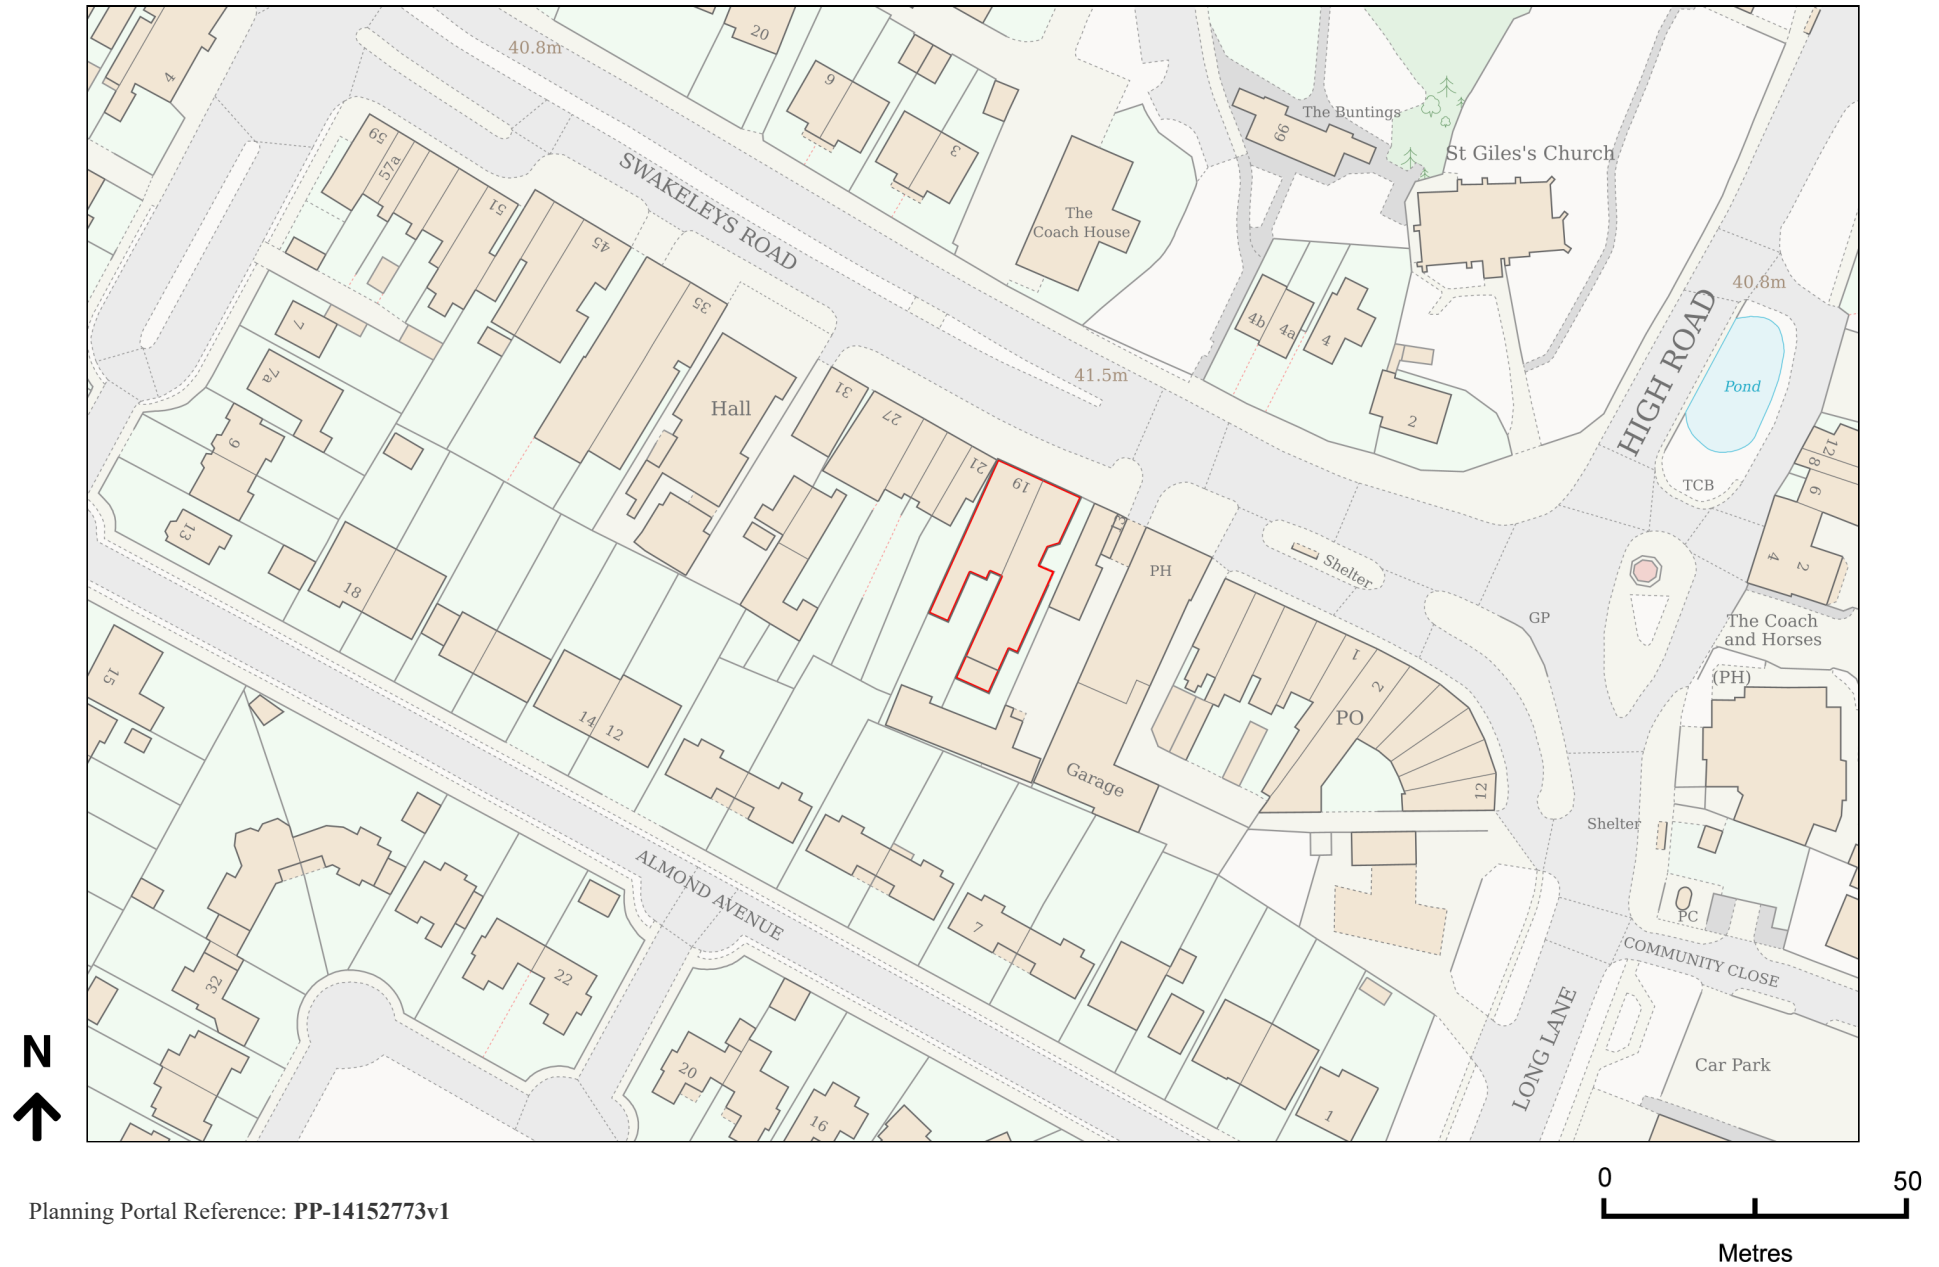 20
40.8m
4
9
3
59
57a
51
45
35
SWAKELEYS ROAD
The
Coach House
The Buntings
66
St Giles's Church
4b
4a
4
2
41.5m
40.8m
HIGH ROAD
Pond
TCB
12
8
6
4
2
7
7a
9
13
Hall
31
27
21
19
13
PH
Shelter
GP
The Coach
and Horses
(PH)
1
2
PO
12
Garage
18
14
12
15
Shelter
PC
COMMUNITY CLOSE
ALMOND AVENUE
7
22
32
20
16
1
LONG LANE
Car Park
N
0
50
Metres
Planning Portal Reference: PP-14152773v1